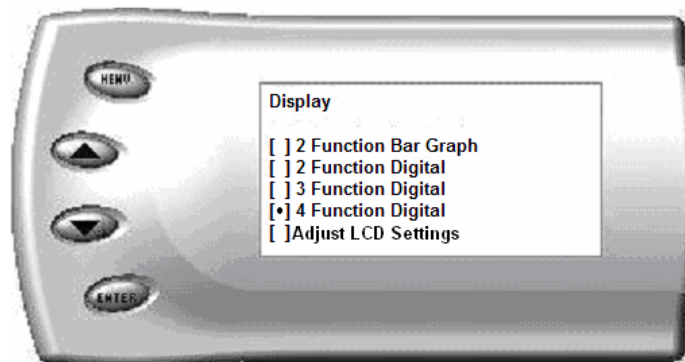 MENU
Display
[ ] 2 Function Bar Graph
[ ] 2 Function Digital
[ ] 3 Function Digital
[•] 4 Function Digital
[ ]Adjust LCD Settings
ENTER